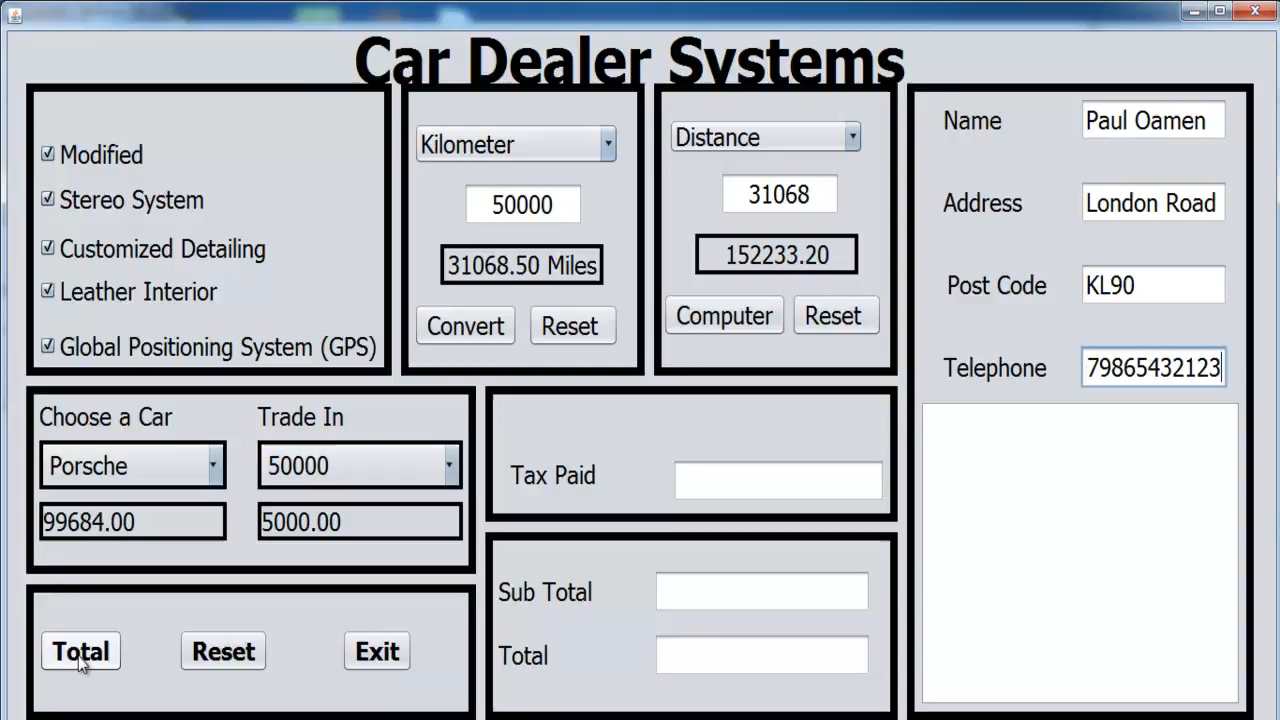 Car Dealer Systems
Modified
Stereo System
Customized Detailing
Leather Interior
Global Positioning System (GPS)
Kilometer
50000
31068.50 Miles
Convert
Reset
Distance
31068
152233.20
Computer
Reset
Name
Paul Oamen
Address
London Road
Post Code
KL90
Telephone
79865432123
Choose a Car
Trade In
Porsche
50000
99684.00
5000.00
Tax Paid
Sub Total
Total
Total
Reset
Exit